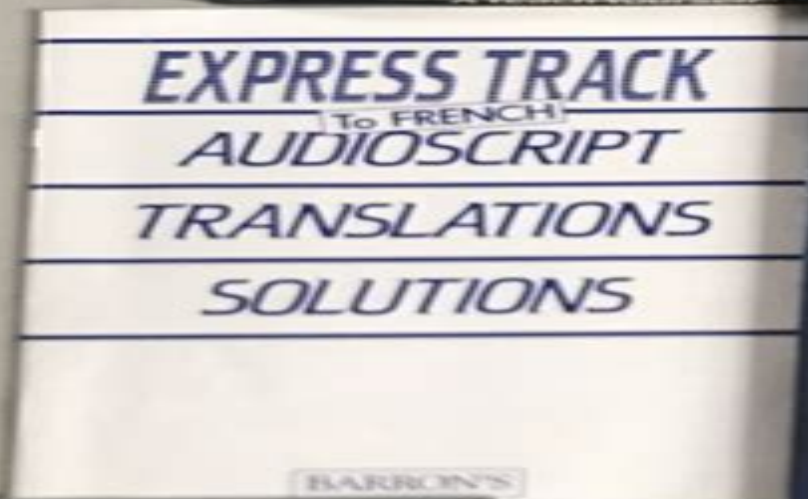 EXPRESS TRACK
To FRENCH
AUDIOSCRIPT
TRANSLATIONS
SOLUTIONS
BARRON'S